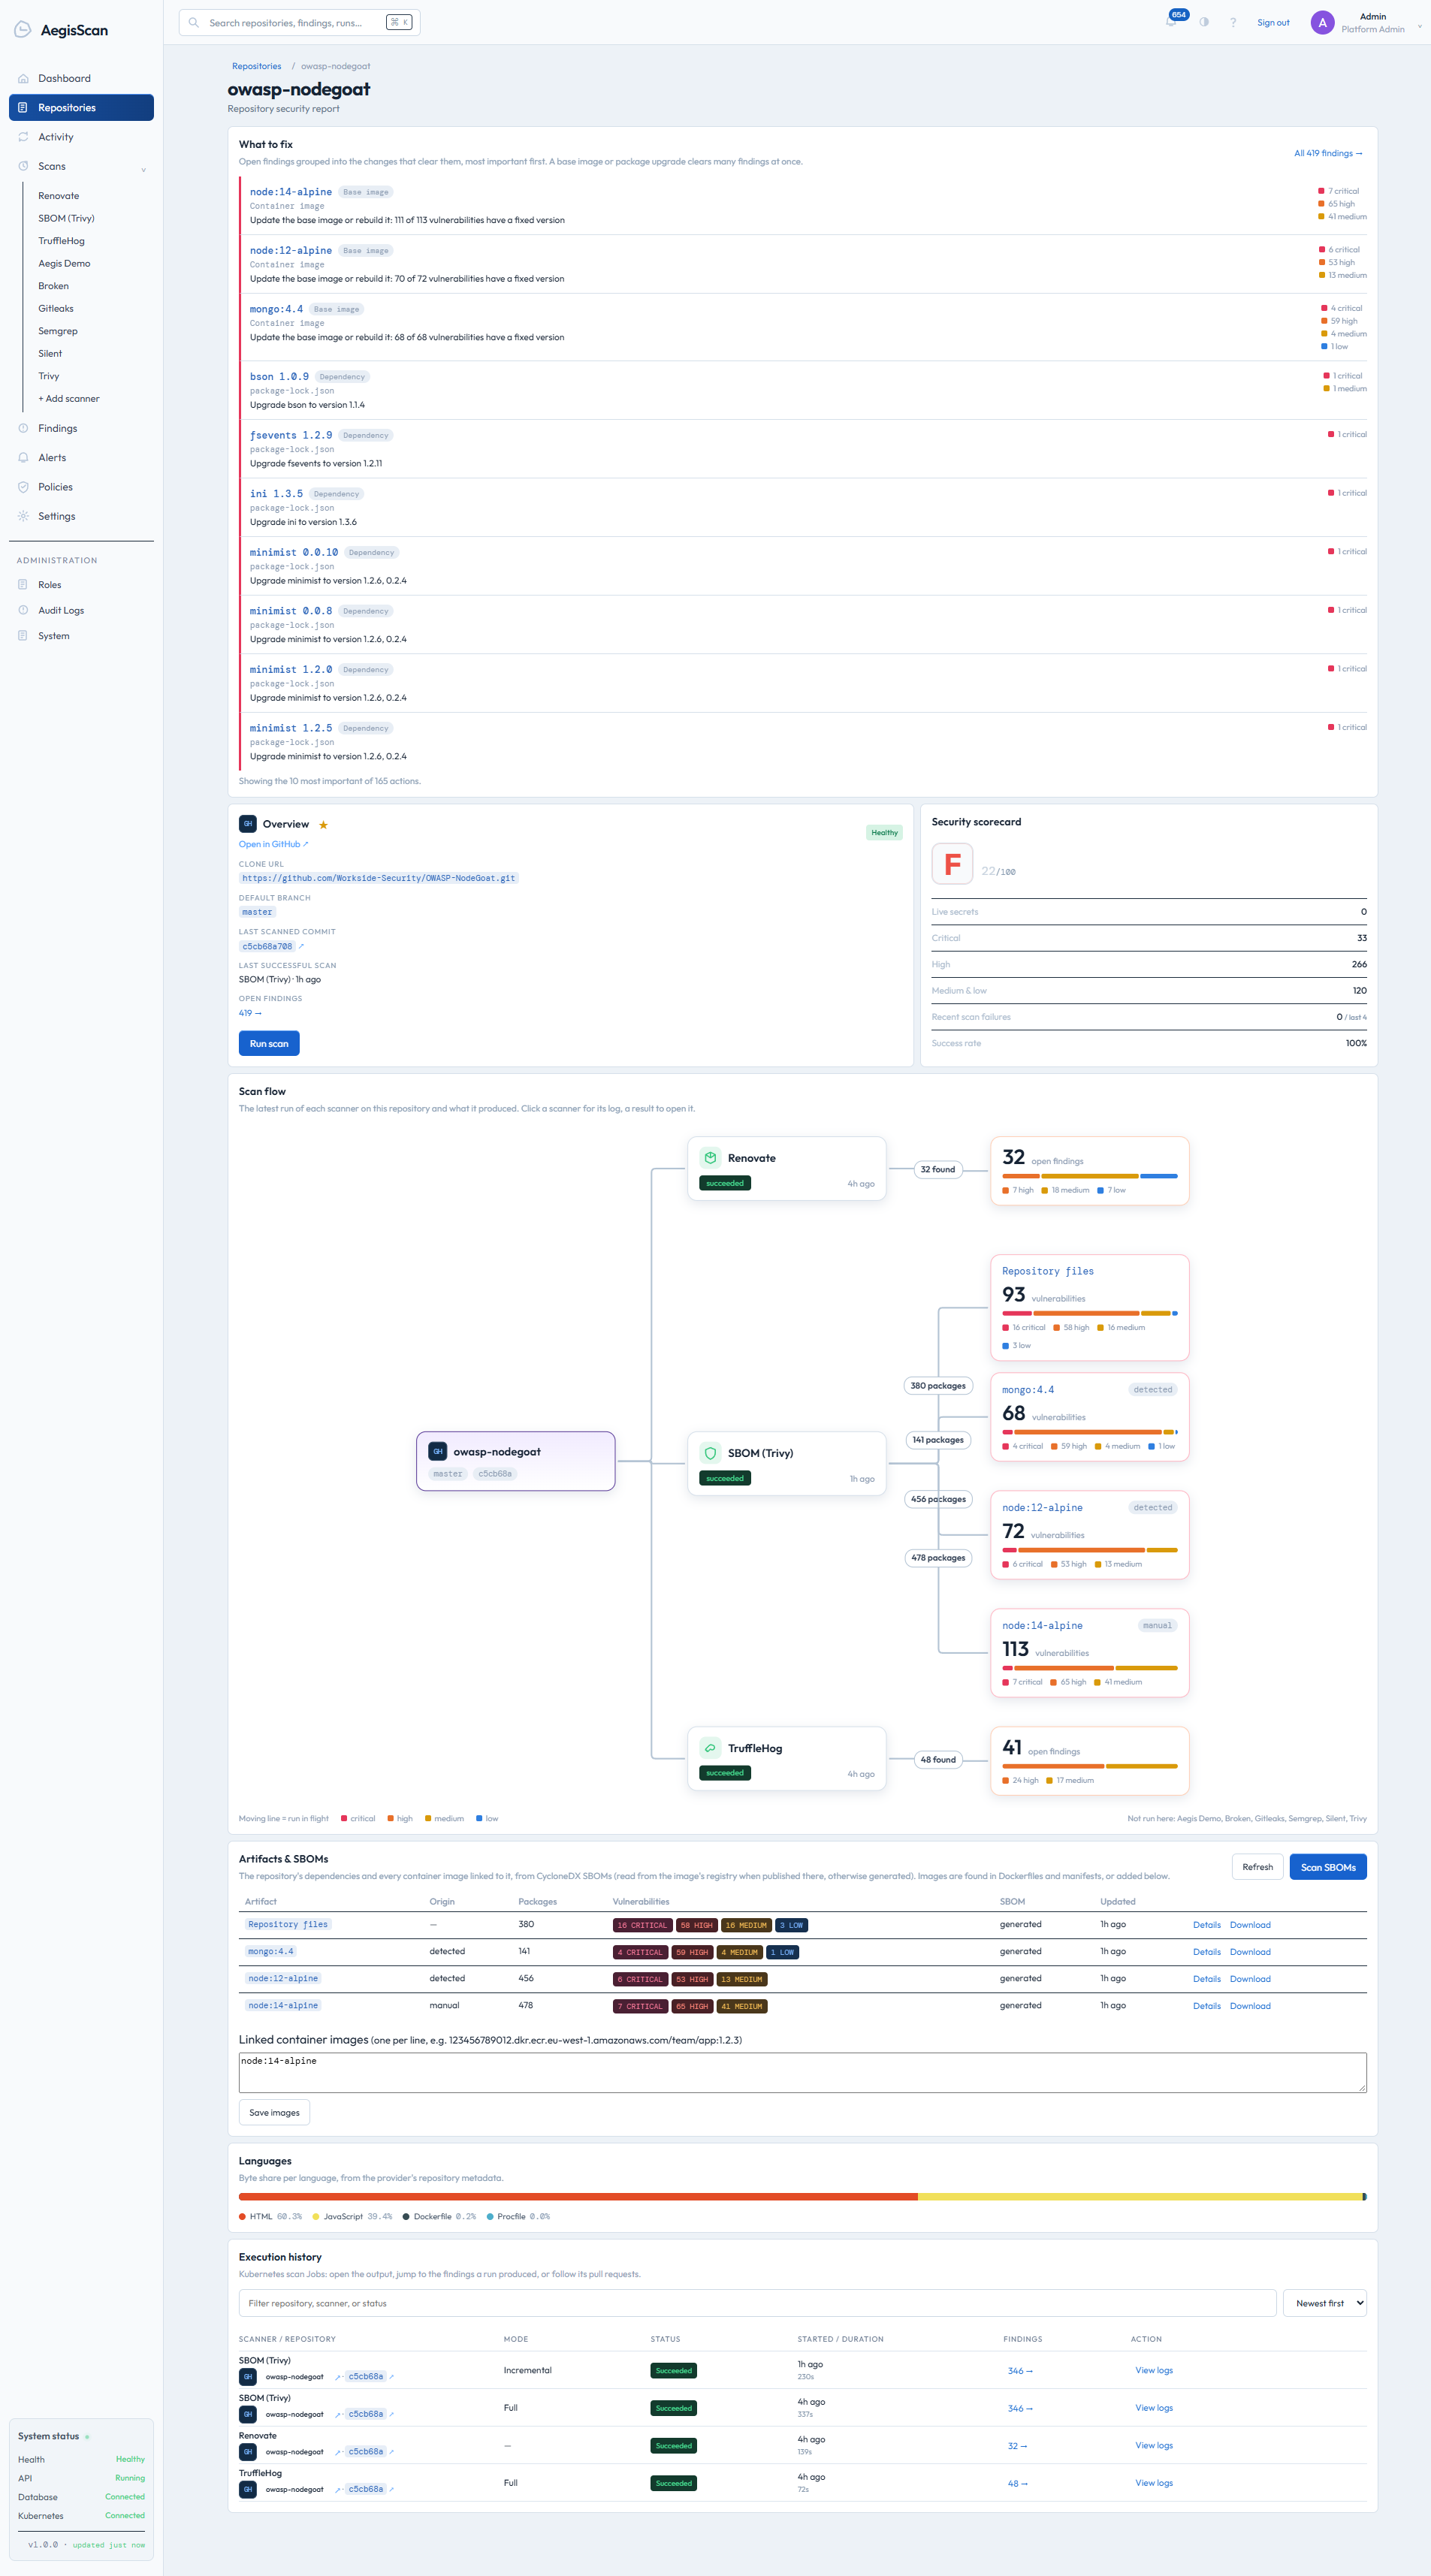 AegisScan
Search repositories, findings, runs...
⌘ K
654
?
Sign out
A
Admin
Platform Admin
Dashboard
Repositories
Activity
Scans
Renovate
SBOM (Trivy)
TruffleHog
Aegis Demo
Broken
Gitleaks
Semgrep
Silent
Trivy
+ Add scanner
Findings
Alerts
Policies
Settings
ADMINISTRATION
Roles
Audit Logs
System
System status
Health Healthy
API Running
Database Connected
Kubernetes Connected
v1.0.0 · updated just now
Repositories / owasp-nodegoat
owasp-nodegoat
Repository security report
What to fix
Open findings grouped into the changes that clear them, most important first. A base image or package upgrade clears many findings at once.
All 419 findings →
node:14-alpine Base image
Container image
Update the base image or rebuild it: 111 of 113 vulnerabilities have a fixed version
7 critical
65 high
41 medium
node:12-alpine Base image
Container image
Update the base image or rebuild it: 70 of 72 vulnerabilities have a fixed version
6 critical
53 high
13 medium
mongo:4.4 Base image
Container image
Update the base image or rebuild it: 68 of 68 vulnerabilities have a fixed version
4 critical
59 high
4 medium
1 low
bson 1.0.9 Dependency
package-lock.json
Upgrade bson to version 1.1.4
1 critical
1 medium
fsevents 1.2.9 Dependency
package-lock.json
Upgrade fsevents to version 1.2.11
1 critical
ini 1.3.5 Dependency
package-lock.json
Upgrade ini to version 1.3.6
1 critical
minimist 0.0.10 Dependency
package-lock.json
Upgrade minimist to version 1.2.6, 0.2.4
1 critical
minimist 0.0.8 Dependency
package-lock.json
Upgrade minimist to version 1.2.6, 0.2.4
1 critical
minimist 1.2.0 Dependency
package-lock.json
Upgrade minimist to version 1.2.6, 0.2.4
1 critical
minimist 1.2.5 Dependency
package-lock.json
Upgrade minimist to version 1.2.6, 0.2.4
1 critical
Showing the 10 most important of 165 actions.
GH Overview ★
Healthy
Open in GitHub ↗
CLONE URL
https://github.com/Workside-Security/OWASP-NodeGoat.git
DEFAULT BRANCH
master
LAST SCANNED COMMIT
c5cb68a708 ↗
LAST SUCCESSFUL SCAN
SBOM (Trivy) · 1h ago
OPEN FINDINGS
419 →
Run scan
Security scorecard
F 22/100
Live secrets 0
Critical 33
High 266
Medium & low 120
Recent scan failures 0 / last 4
Success rate 100%
Scan flow
The latest run of each scanner on this repository and what it produced. Click a scanner for its log, a result to open it.
GH owasp-nodegoat
master c5cb68a
Renovate
succeeded 4h ago
32 found
32 open findings
7 high 18 medium 7 low
SBOM (Trivy)
succeeded 1h ago
380 packages
141 packages
456 packages
478 packages
Repository files
93 vulnerabilities
16 critical 58 high 16 medium
3 low
mongo:4.4 detected
68 vulnerabilities
4 critical 59 high 4 medium 1 low
node:12-alpine detected
72 vulnerabilities
6 critical 53 high 13 medium
node:14-alpine manual
113 vulnerabilities
7 critical 65 high 41 medium
TruffleHog
succeeded 4h ago
48 found
41 open findings
24 high 17 medium
Moving line = run in flight critical high medium low
Not run here: Aegis Demo, Broken, Gitleaks, Semgrep, Silent, Trivy
Artifacts & SBOMs
The repository's dependencies and every container image linked to it, from CycloneDX SBOMs (read from the image's registry when published there, otherwise generated). Images are found in Dockerfiles and manifests, or added below.
Refresh
Scan SBOMs
Artifact Origin Packages Vulnerabilities SBOM Updated
Repository files — 380 16 CRITICAL 58 HIGH 16 MEDIUM 3 LOW generated 1h ago Details Download
mongo:4.4 detected 141 4 CRITICAL 59 HIGH 4 MEDIUM 1 LOW generated 1h ago Details Download
node:12-alpine detected 456 6 CRITICAL 53 HIGH 13 MEDIUM generated 1h ago Details Download
node:14-alpine manual 478 7 CRITICAL 65 HIGH 41 MEDIUM generated 1h ago Details Download
Linked container images (one per line, e.g. 123456789012.dkr.ecr.eu-west-1.amazonaws.com/team/app:1.2.3)
node:14-alpine
Save images
Languages
Byte share per language, from the provider's repository metadata.
HTML 60.3% JavaScript 39.4% Dockerfile 0.2% Procfile 0.0%
Execution history
Kubernetes scan Jobs: open the output, jump to the findings a run produced, or follow its pull requests.
Filter repository, scanner, or status
Newest first
SCANNER / REPOSITORY MODE STATUS STARTED / DURATION FINDINGS ACTION
SBOM (Trivy)
GH owasp-nodegoat ↗ · c5cb68a ↗
Incremental Succeeded
1h ago
230s
346 → View logs
SBOM (Trivy)
GH owasp-nodegoat ↗ · c5cb68a ↗
Full Succeeded
4h ago
337s
346 → View logs
Renovate
GH owasp-nodegoat ↗ · c5cb68a ↗
— Succeeded
4h ago
139s
32 → View logs
TruffleHog
GH owasp-nodegoat ↗ · c5cb68a ↗
Full Succeeded
4h ago
72s
48 → View logs